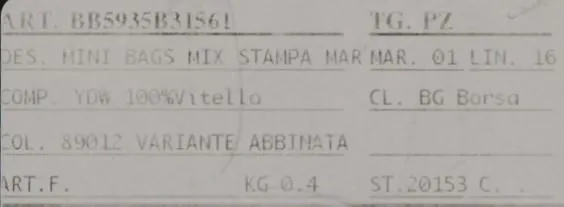 ART. BB5935B31561 TG. PZ
DES. MINI BAGS MIX STAMPA MAR MAR. 01 LIN. 16
COMP. YDW 100%Vitello CL. BG Borsa
COL. 89012 VARIANTE ABBINATA
ART.F. KG 0.4 ST.20153 C. .